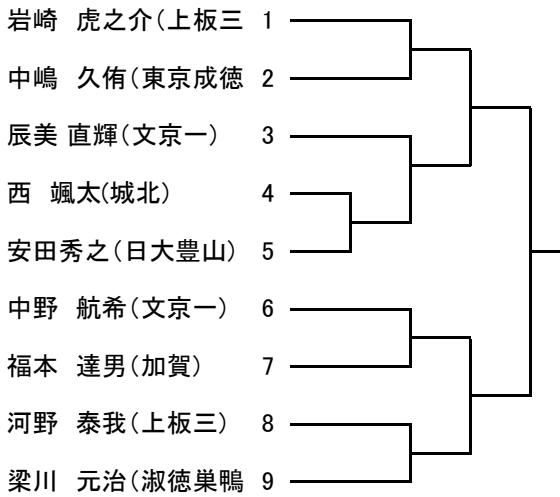 岩崎　虎之介（上板三 1
中嶋　久侑（東京成徳 2
辰美 直輝（文京一） 3
西　颯太(城北) 4
安田秀之（日大豊山） 5
中野　航希（文京一） 6
福本　達男（加賀） 7
河野　泰我（上板三） 8
梁川　元治（淑徳巣鴨 9